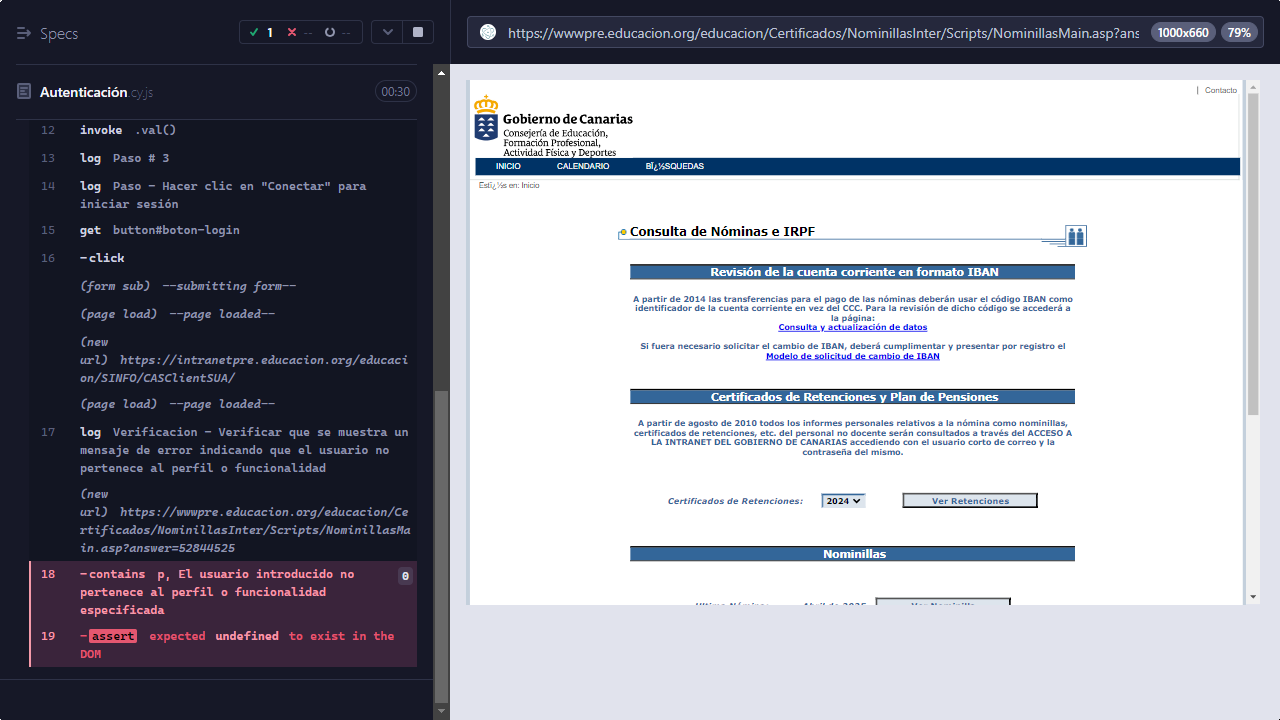 Specs
1
--
--
Autenticación.cy.js
00:30
12 invoke .val()
13 log Paso # 3
14 log Paso - Hacer clic en "Conectar" para
iniciar sesión
15 get button#boton-login
16 -click
(form sub) --submitting form--
(page load) --page loaded--
(new
url) https://intranetpre.educacion.org/educaci
on/SINFO/CASClientSUA/
(page load) --page loaded--
17 log Verificacion - Verificar que se muestra un
mensaje de error indicando que el usuario no
pertenece al perfil o funcionalidad
(new
url) https://wwwpre.educacion.org/educacion/Ce
rtificados/NominillasInter/Scripts/NominillasMa
in.asp?answer=52844525
18 -contains p, El usuario introducido no 0
pertenece al perfil o funcionalidad
especificada
19 -assert expected undefined to exist in the
DOM
https://wwwpre.educacion.org/educacion/Certificados/NominillasInter/Scripts/NominillasMain.asp?ans
1000x660
79%
| Contacto
Gobierno de Canarias
Consejería de Educación,
Formación Profesional,
Actividad Física y Deportes
INICIO CALENDARIO Bï¿½SQUEDAS
Estï¿½s en: Inicio
Consulta de Nóminas e IRPF
Revisión de la cuenta corriente en formato IBAN
A partir de 2014 las transferencias para el pago de las nóminas deberán usar el código IBAN como
identificador de la cuenta corriente en vez del CCC. Para la revisión de dicho código se accederá a
la página:
Consulta y actualización de datos
Si fuera necesario solicitar el cambio de IBAN, deberá cumplimentar y presentar por registro el
Modelo de solicitud de cambio de IBAN
Certificados de Retenciones y Plan de Pensiones
A partir de agosto de 2010 todos los informes personales relativos a la nómina como nominillas,
certificados de retenciones, etc. del personal no docente serán consultados a través del ACCESO A
LA INTRANET DEL GOBIERNO DE CANARIAS accediendo con el usuario corto de correo y la
contraseña del mismo.
Certificados de Retenciones: 2024 Ver Retenciones
Nominillas
Ultima Nómina: Abril de 2025 Ver Nominilla